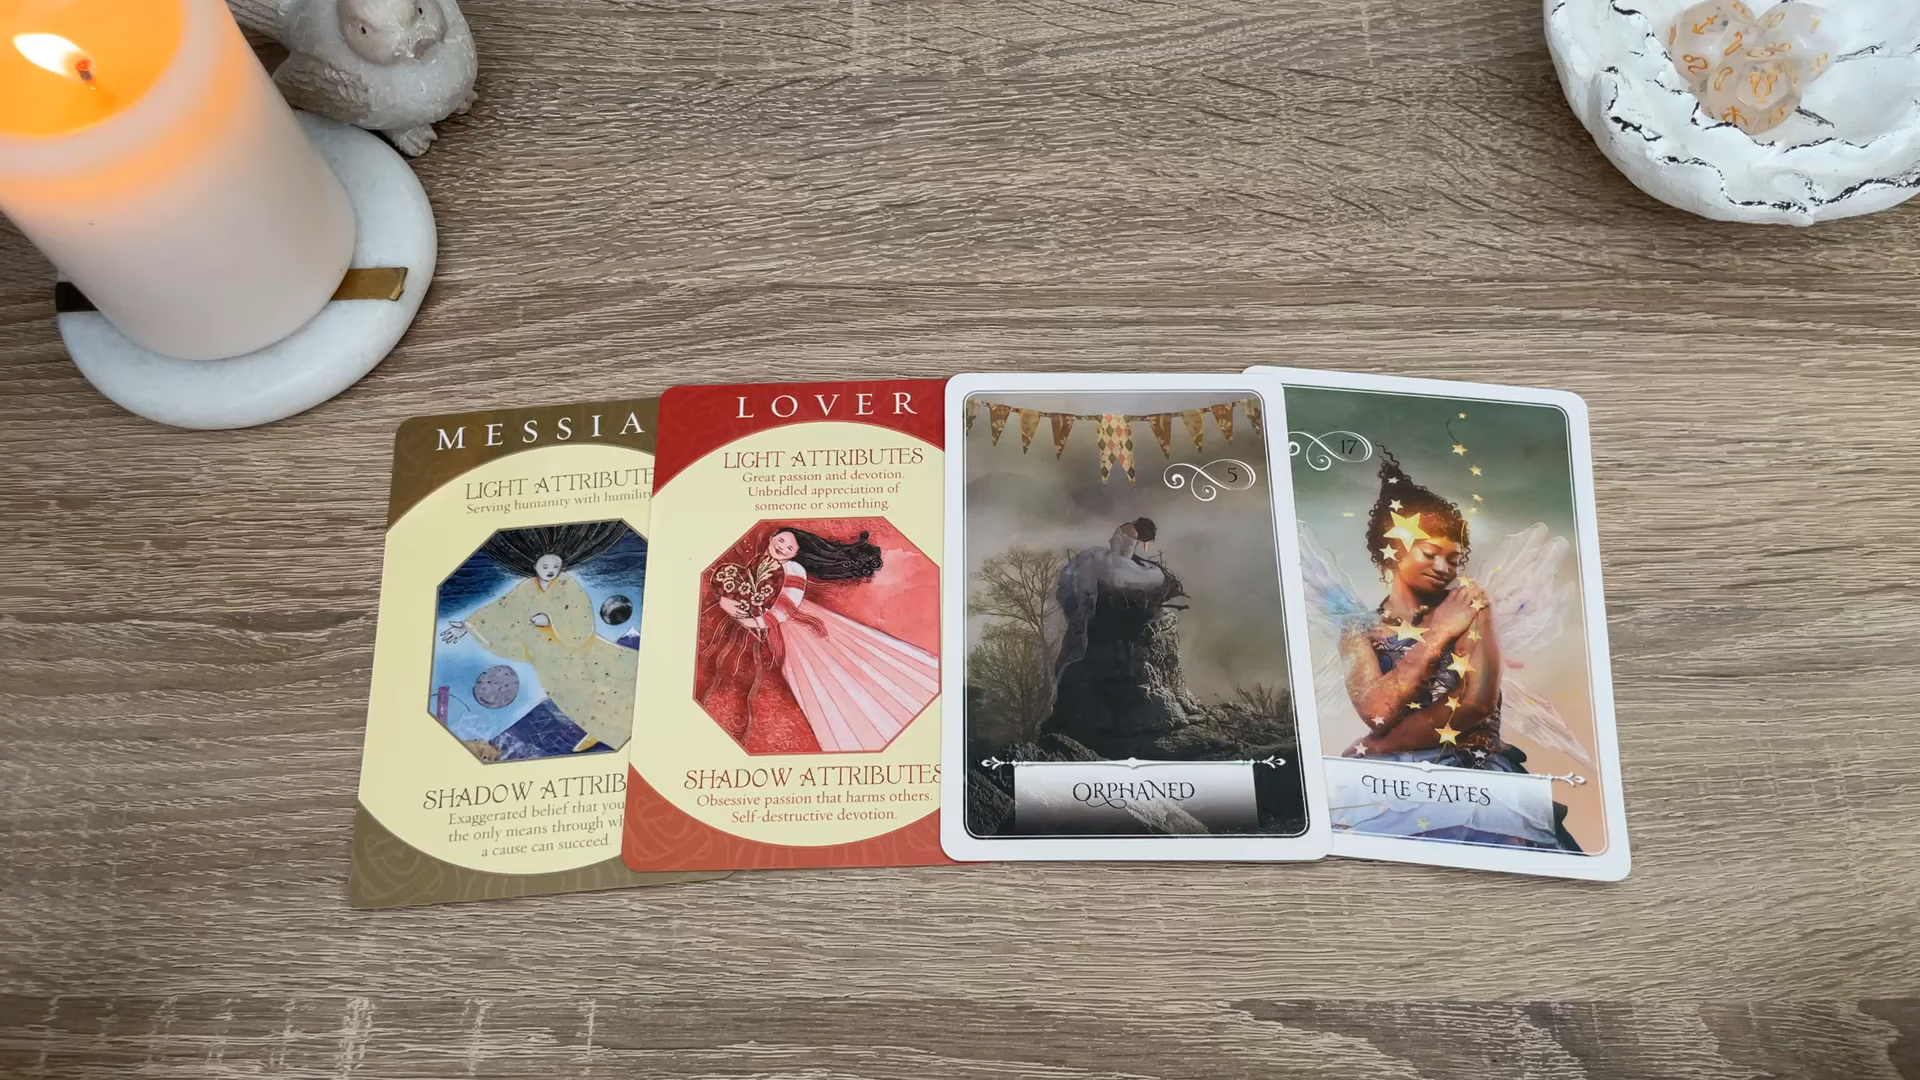 MESSIA
LIGHT ATTRIBUTE
Serving humanity with humility
SHADOW ATTRIB
Exaggerated belief that you
the only means through wh
a cause can succeed.
LOVER
LIGHT ATTRIBUTES
Great passion and devotion.
Unbridled appreciation of
someone or something.
SHADOW ATTRIBUTES
Obsessive passion that harms others.
Self-destructive devotion.
5
ORPHANED
17
THE FATES